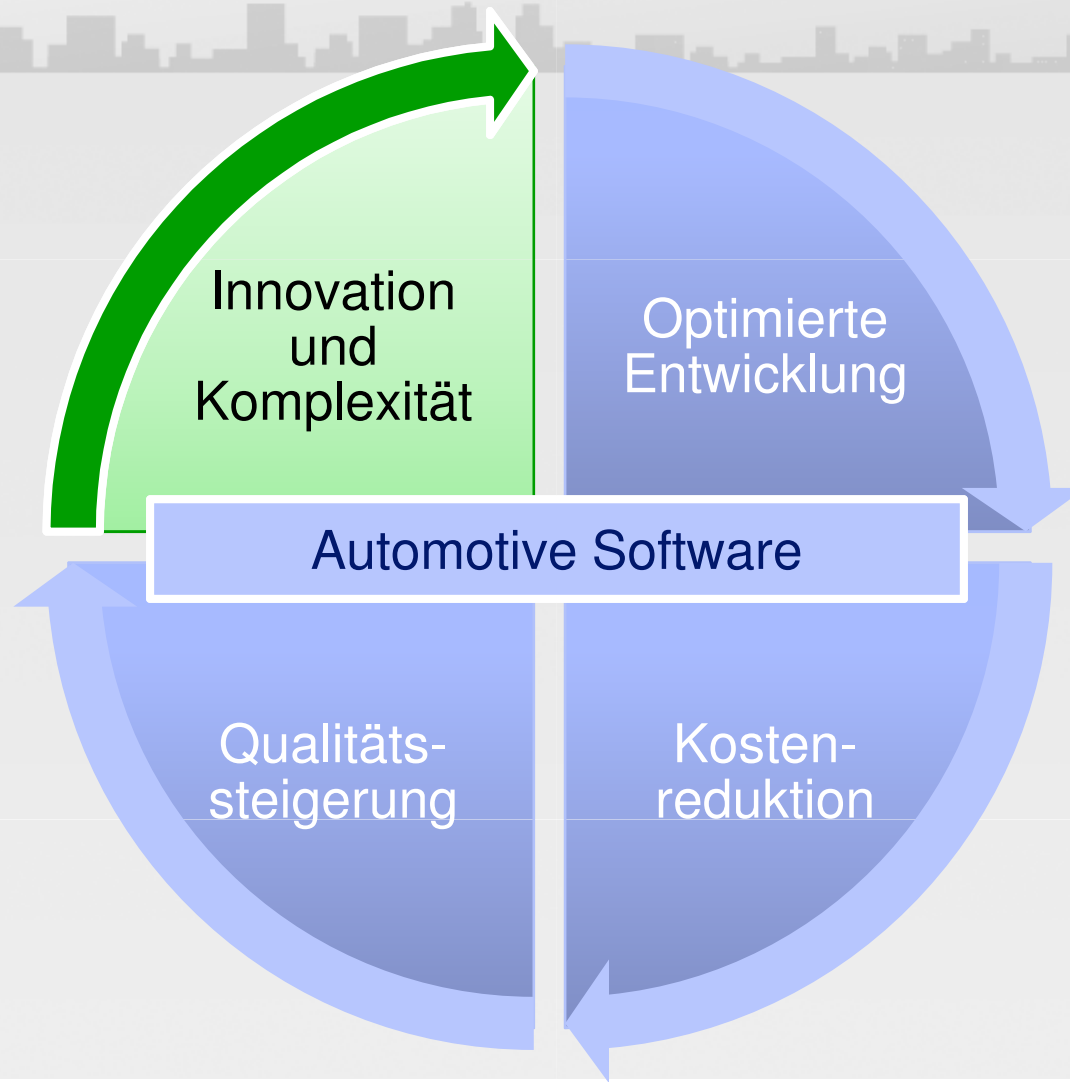 Innovation
und
Komplexität
Optimierte
Entwicklung
Automotive Software
Qualitäts-
steigerung
Kosten-
reduktion